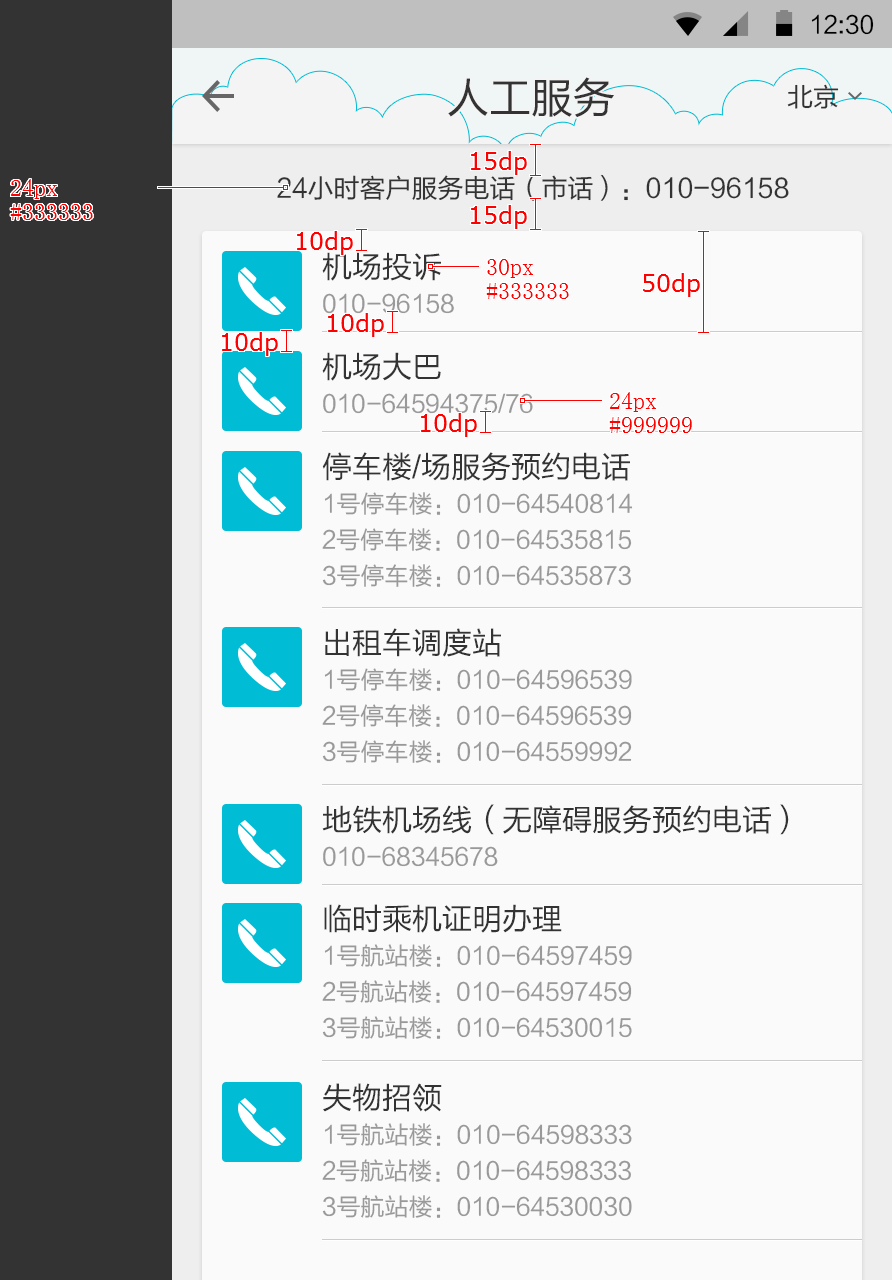 12:30
人工服务
北京
15dp
24px
#333333
24小时客户服务电话（市话）：010-96158
15dp
10dp
机场投诉
30px
#333333
50dp
010-96158
10dp
10dp
机场大巴
010-64594375/76
24px
#999999
10dp
停车楼/场服务预约电话
1号停车楼：010-64540814
2号停车楼：010-64535815
3号停车楼：010-64535873
出租车调度站
1号停车楼：010-64596539
2号停车楼：010-64596539
3号停车楼：010-64559992
地铁机场线（无障碍服务预约电话）
010-68345678
临时乘机证明办理
1号航站楼：010-64597459
2号航站楼：010-64597459
3号航站楼：010-64530015
失物招领
1号航站楼：010-64598333
2号航站楼：010-64598333
3号航站楼：010-64530030